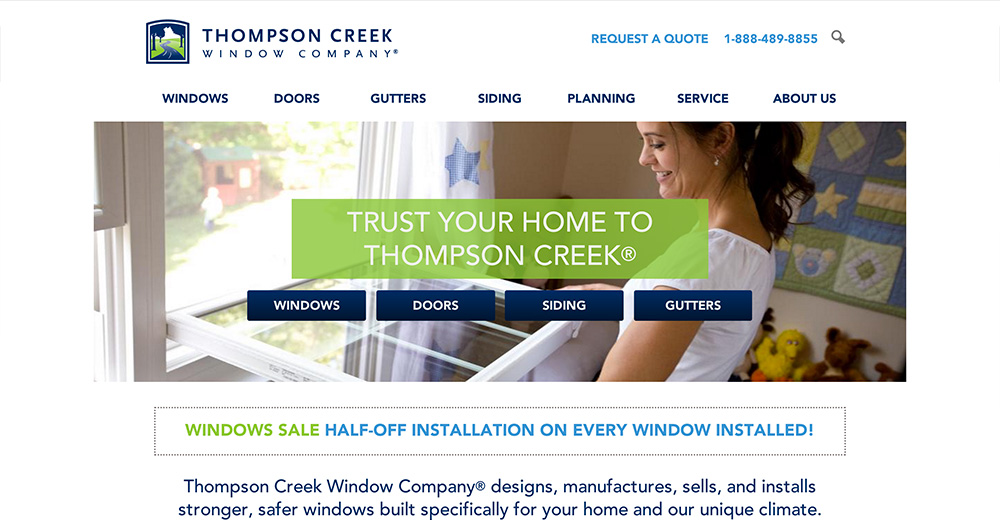 THOMPSON CREEK
WINDOW COMPANY®
REQUEST A QUOTE 1-888-489-8855
WINDOWS DOORS GUTTERS SIDING PLANNING SERVICE ABOUT US
TRUST YOUR HOME TO
THOMPSON CREEK®
WINDOWS DOORS SIDING GUTTERS
WINDOWS SALE HALF-OFF INSTALLATION ON EVERY WINDOW INSTALLED!
Thompson Creek Window Company® designs, manufactures, sells, and installs
stronger, safer windows built specifically for your home and our unique climate.